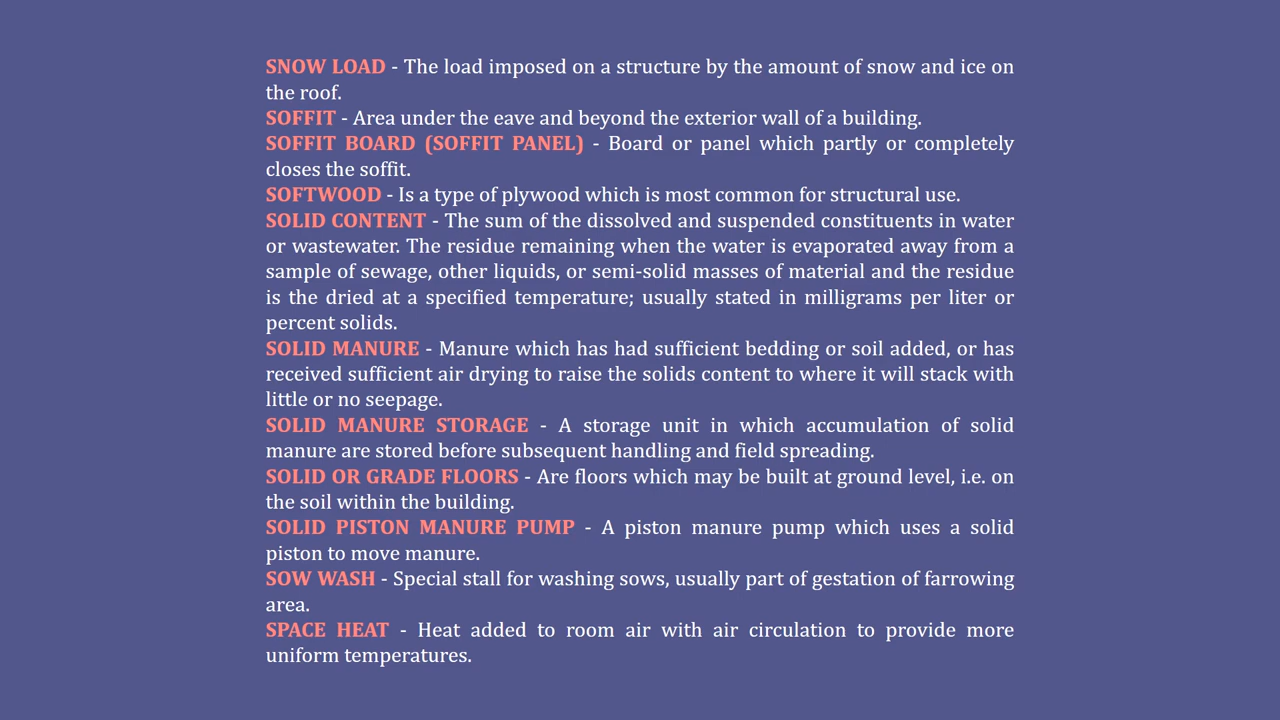 SNOW LOAD - The load imposed on a structure by the amount of snow and ice on
the roof.
SOFFIT - Area under the eave and beyond the exterior wall of a building.
SOFFIT BOARD (SOFFIT PANEL) - Board or panel which partly or completely
closes the soffit.
SOFTWOOD - Is a type of plywood which is most common for structural use.
SOLID CONTENT - The sum of the dissolved and suspended constituents in water
or wastewater. The residue remaining when the water is evaporated away from a
sample of sewage, other liquids, or semi-solid masses of material and the residue
is the dried at a specified temperature; usually stated in milligrams per liter or
percent solids.
SOLID MANURE - Manure which has had sufficient bedding or soil added, or has
received sufficient air drying to raise the solids content to where it will stack with
little or no seepage.
SOLID MANURE STORAGE - A storage unit in which accumulation of solid
manure are stored before subsequent handling and field spreading.
SOLID OR GRADE FLOORS - Are floors which may be built at ground level, i.e. on
the soil within the building.
SOLID PISTON MANURE PUMP - A piston manure pump which uses a solid
piston to move manure.
SOW WASH - Special stall for washing sows, usually part of gestation of farrowing
area.
SPACE HEAT - Heat added to room air with air circulation to provide more
uniform temperatures.